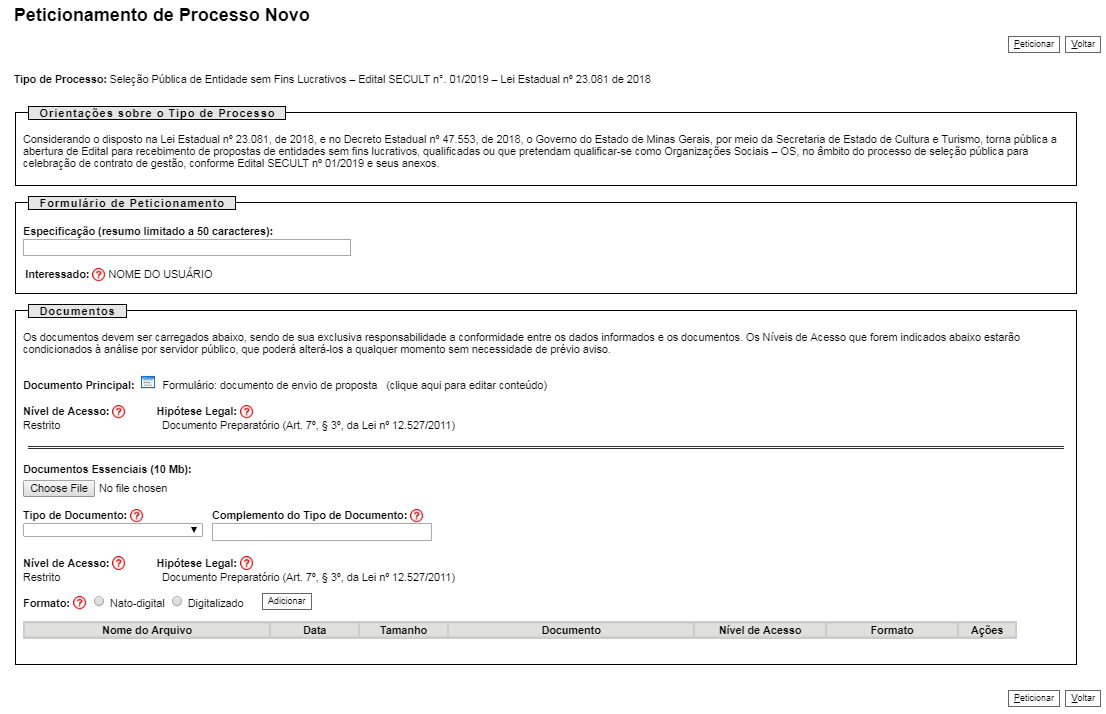 Peticionamento de Processo Novo
Peticionar Voltar
Tipo de Processo: Seleção Pública de Entidade sem Fins Lucrativos – Edital SECULT n°. 01/2019 – Lei Estadual nº 23.081 de 2018
Orientações sobre o Tipo de Processo
Considerando o disposto na Lei Estadual nº 23.081, de 2018, e no Decreto Estadual nº 47.553, de 2018, o Governo do Estado de Minas Gerais, por meio da Secretaria de Estado de Cultura e Turismo, torna pública a
abertura de Edital para recebimento de propostas de entidades sem fins lucrativos, qualificadas ou que pretendam qualificar-se como Organizações Sociais – OS, no âmbito do processo de seleção pública para
celebração de contrato de gestão, conforme Edital SECULT nº 01/2019 e seus anexos.
Formulário de Peticionamento
Especificação (resumo limitado a 50 caracteres):
Interessado: ? NOME DO USUÁRIO
Documentos
Os documentos devem ser carregados abaixo, sendo de sua exclusiva responsabilidade a conformidade entre os dados informados e os documentos. Os Níveis de Acesso que forem indicados abaixo estarão
condicionados à análise por servidor público, que poderá alterá-los a qualquer momento sem necessidade de prévio aviso.
Documento Principal: Formulário: documento de envio de proposta (clique aqui para editar conteúdo)
Nível de Acesso: ? Hipótese Legal: ?
Restrito Documento Preparatório (Art. 7º, § 3º, da Lei nº 12.527/2011)
Documentos Essenciais (10 Mb):
Choose File No file chosen
Tipo de Documento: ? Complemento do Tipo de Documento: ?
Nível de Acesso: ? Hipótese Legal: ?
Restrito Documento Preparatório (Art. 7º, § 3º, da Lei nº 12.527/2011)
Formato: ? Nato-digital Digitalizado Adicionar
Nome do Arquivo Data Tamanho Documento Nível de Acesso Formato Ações
Peticionar Voltar